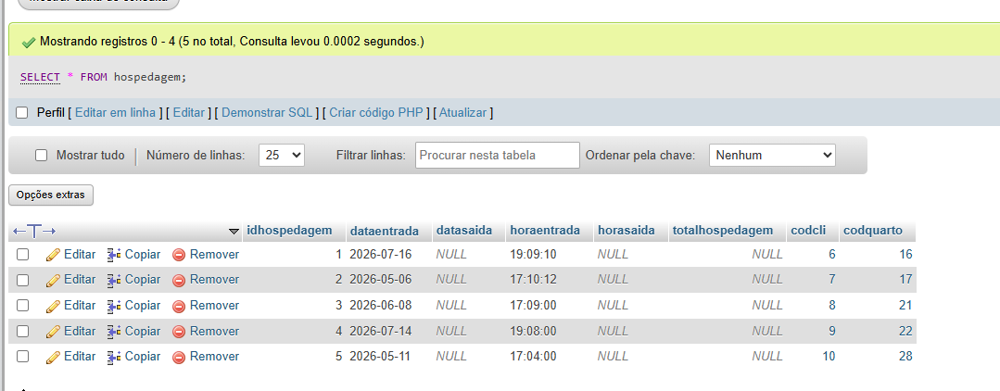 Mostrar caixa de consulta
Mostrando registros 0 - 4 (5 no total, Consulta levou 0.0002 segundos.)
SELECT * FROM hospedagem;
Perfil [ Editar em linha ] [ Editar ] [ Demonstrar SQL ] [ Criar código PHP ] [ Atualizar ]
Mostrar tudo | Número de linhas: 25 Filtrar linhas: Procurar nesta tabela Ordenar pela chave: Nenhum
Opções extras
←T→ idhospedagem dataentrada datasaida horaentrada horasaida totalhospedagem codcli codquarto
Editar Copiar Remover 1 2026-07-16 NULL 19:09:10 NULL NULL 6 16
Editar Copiar Remover 2 2026-05-06 NULL 17:10:12 NULL NULL 7 17
Editar Copiar Remover 3 2026-06-08 NULL 17:09:00 NULL NULL 8 21
Editar Copiar Remover 4 2026-07-14 NULL 19:08:00 NULL NULL 9 22
Editar Copiar Remover 5 2026-05-11 NULL 17:04:00 NULL NULL 10 28